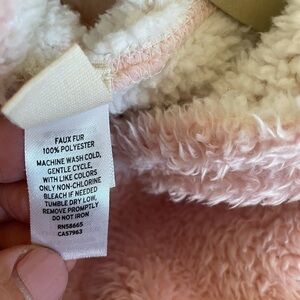 FAUX FUR
100% POLYESTER
MACHINE WASH COLD,
GENTLE CYCLE,
WITH LIKE COLORS
ONLY NON-CHLORINE
BLEACH IF NEEDED
TUMBLE DRY LOW,
REMOVE PROMPTLY
DO NOT IRON
RN58665
CA57963